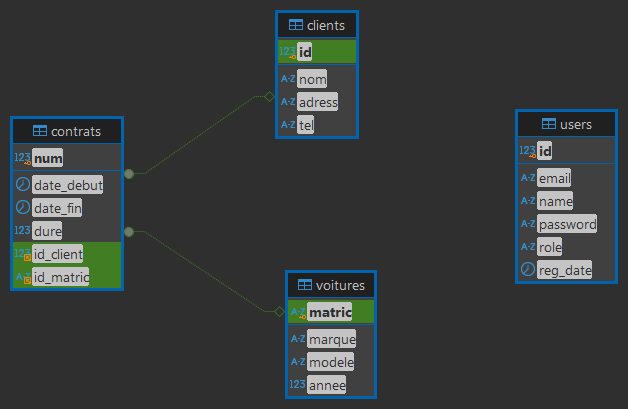 clients
123 id
A-Z nom
A-Z adress
A-Z tel
contrats
123 num
date_debut
date_fin
123 dure
123 id_client
A-Z id_matric
users
123 id
A-Z email
A-Z name
A-Z password
A-Z role
reg_date
voitures
A-Z matric
A-Z marque
A-Z modele
123 annee